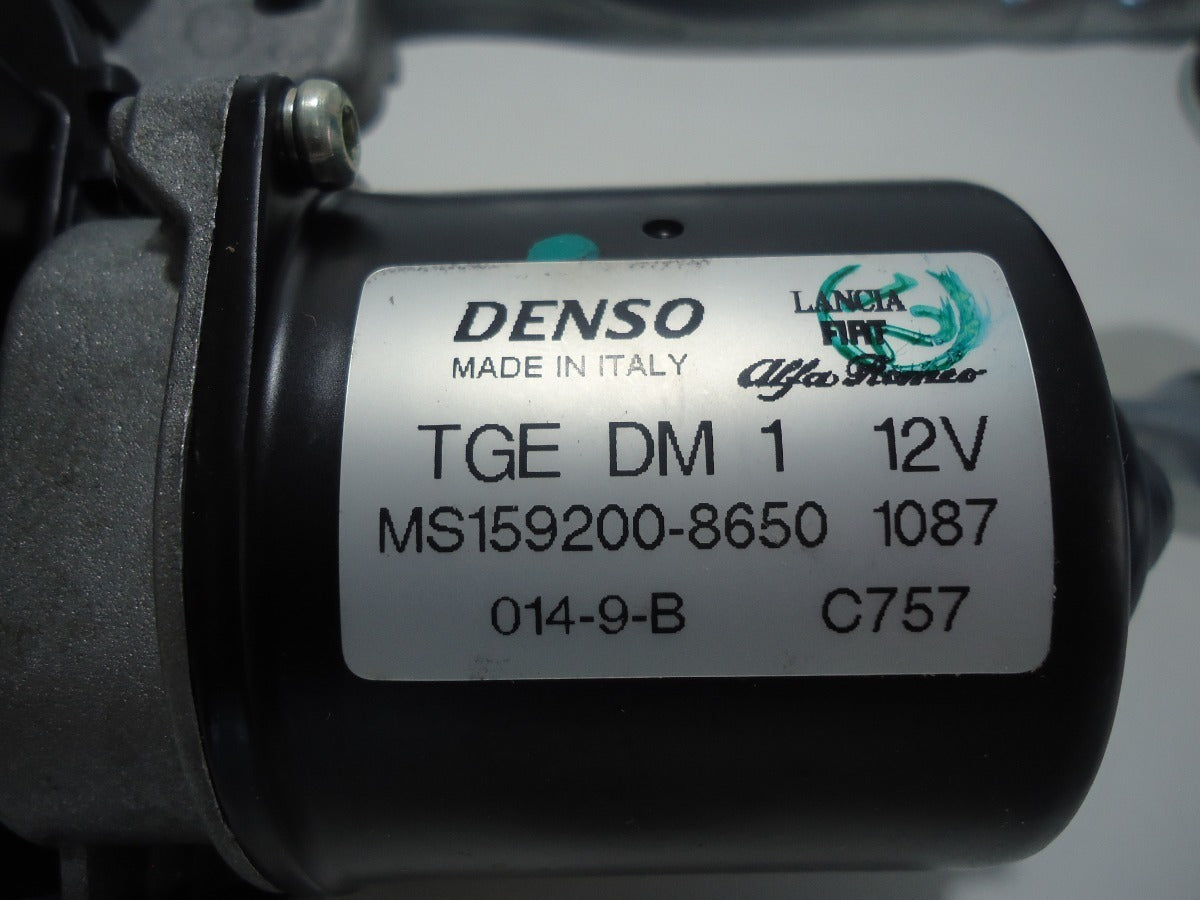 DENSO
MADE IN ITALY
LANCIA
FIAT
Alfa Romeo
TGE DM 1 12V
MS159200-8650 1087
014-9-B C757